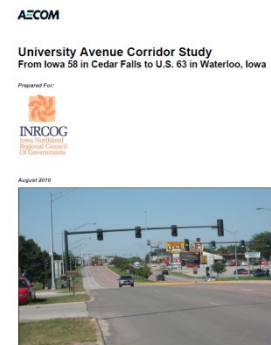 AECOM
University Avenue Corridor Study
From Iowa 58 in Cedar Falls to U.S. 63 in Waterloo, Iowa
Prepared For:
INRCOG
Iowa Northland
Regional Council
Of Governments
August 2010